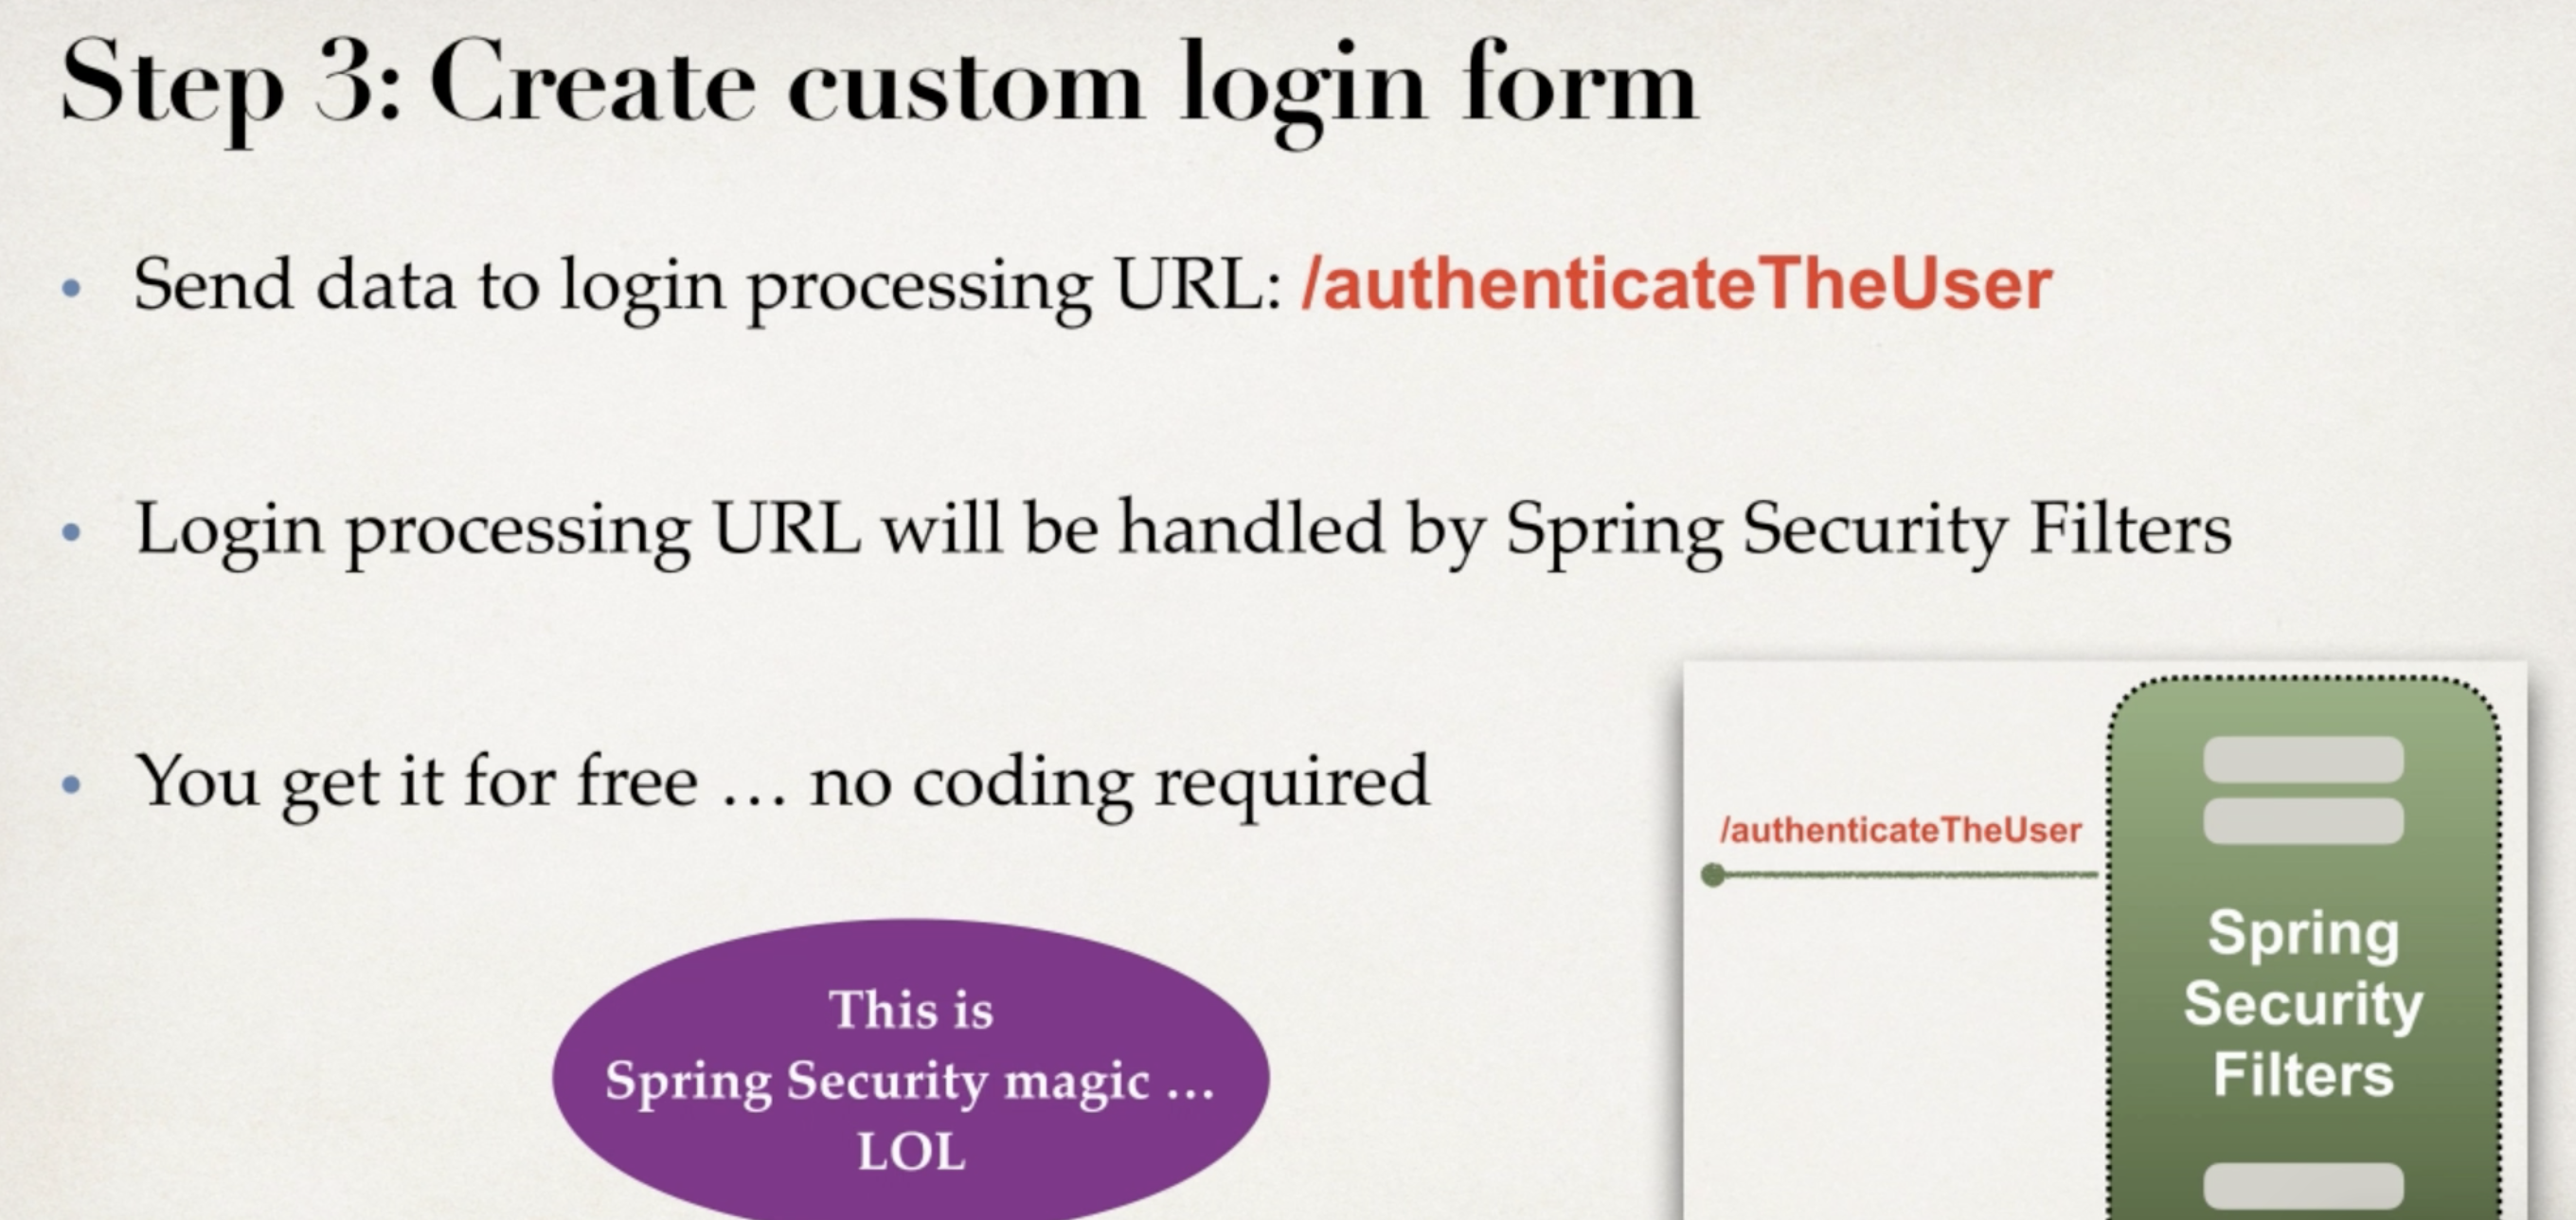 Step 3: Create custom login form
Send data to login processing URL: /authenticateTheUser
Login processing URL will be handled by Spring Security Filters
You get it for free … no coding required
/authenticateTheUser
Spring
Security
Filters
This is
Spring Security magic …
LOL